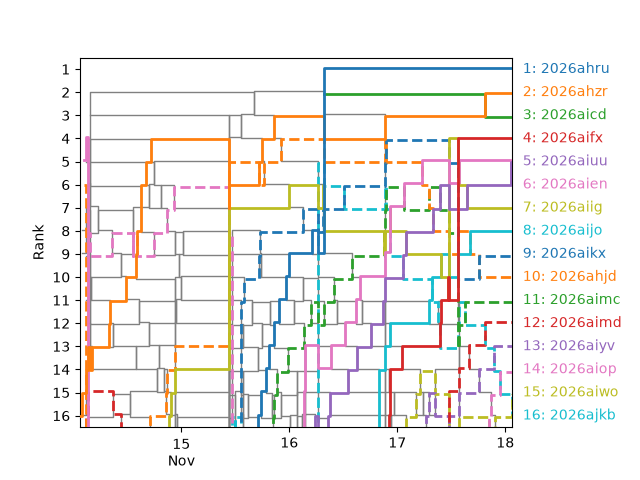 Rank
1
2
3
4
5
6
7
8
9
10
11
12
13
14
15
16
15
16
17
18
Nov
1: 2026ahru
2: 2026ahzr
3: 2026aicd
4: 2026aifx
5: 2026aiuu
6: 2026aien
7: 2026aiig
8: 2026aijo
9: 2026aikx
10: 2026ahjd
11: 2026aimc
12: 2026aimd
13: 2026aiyv
14: 2026aiop
15: 2026aiwo
16: 2026ajkb